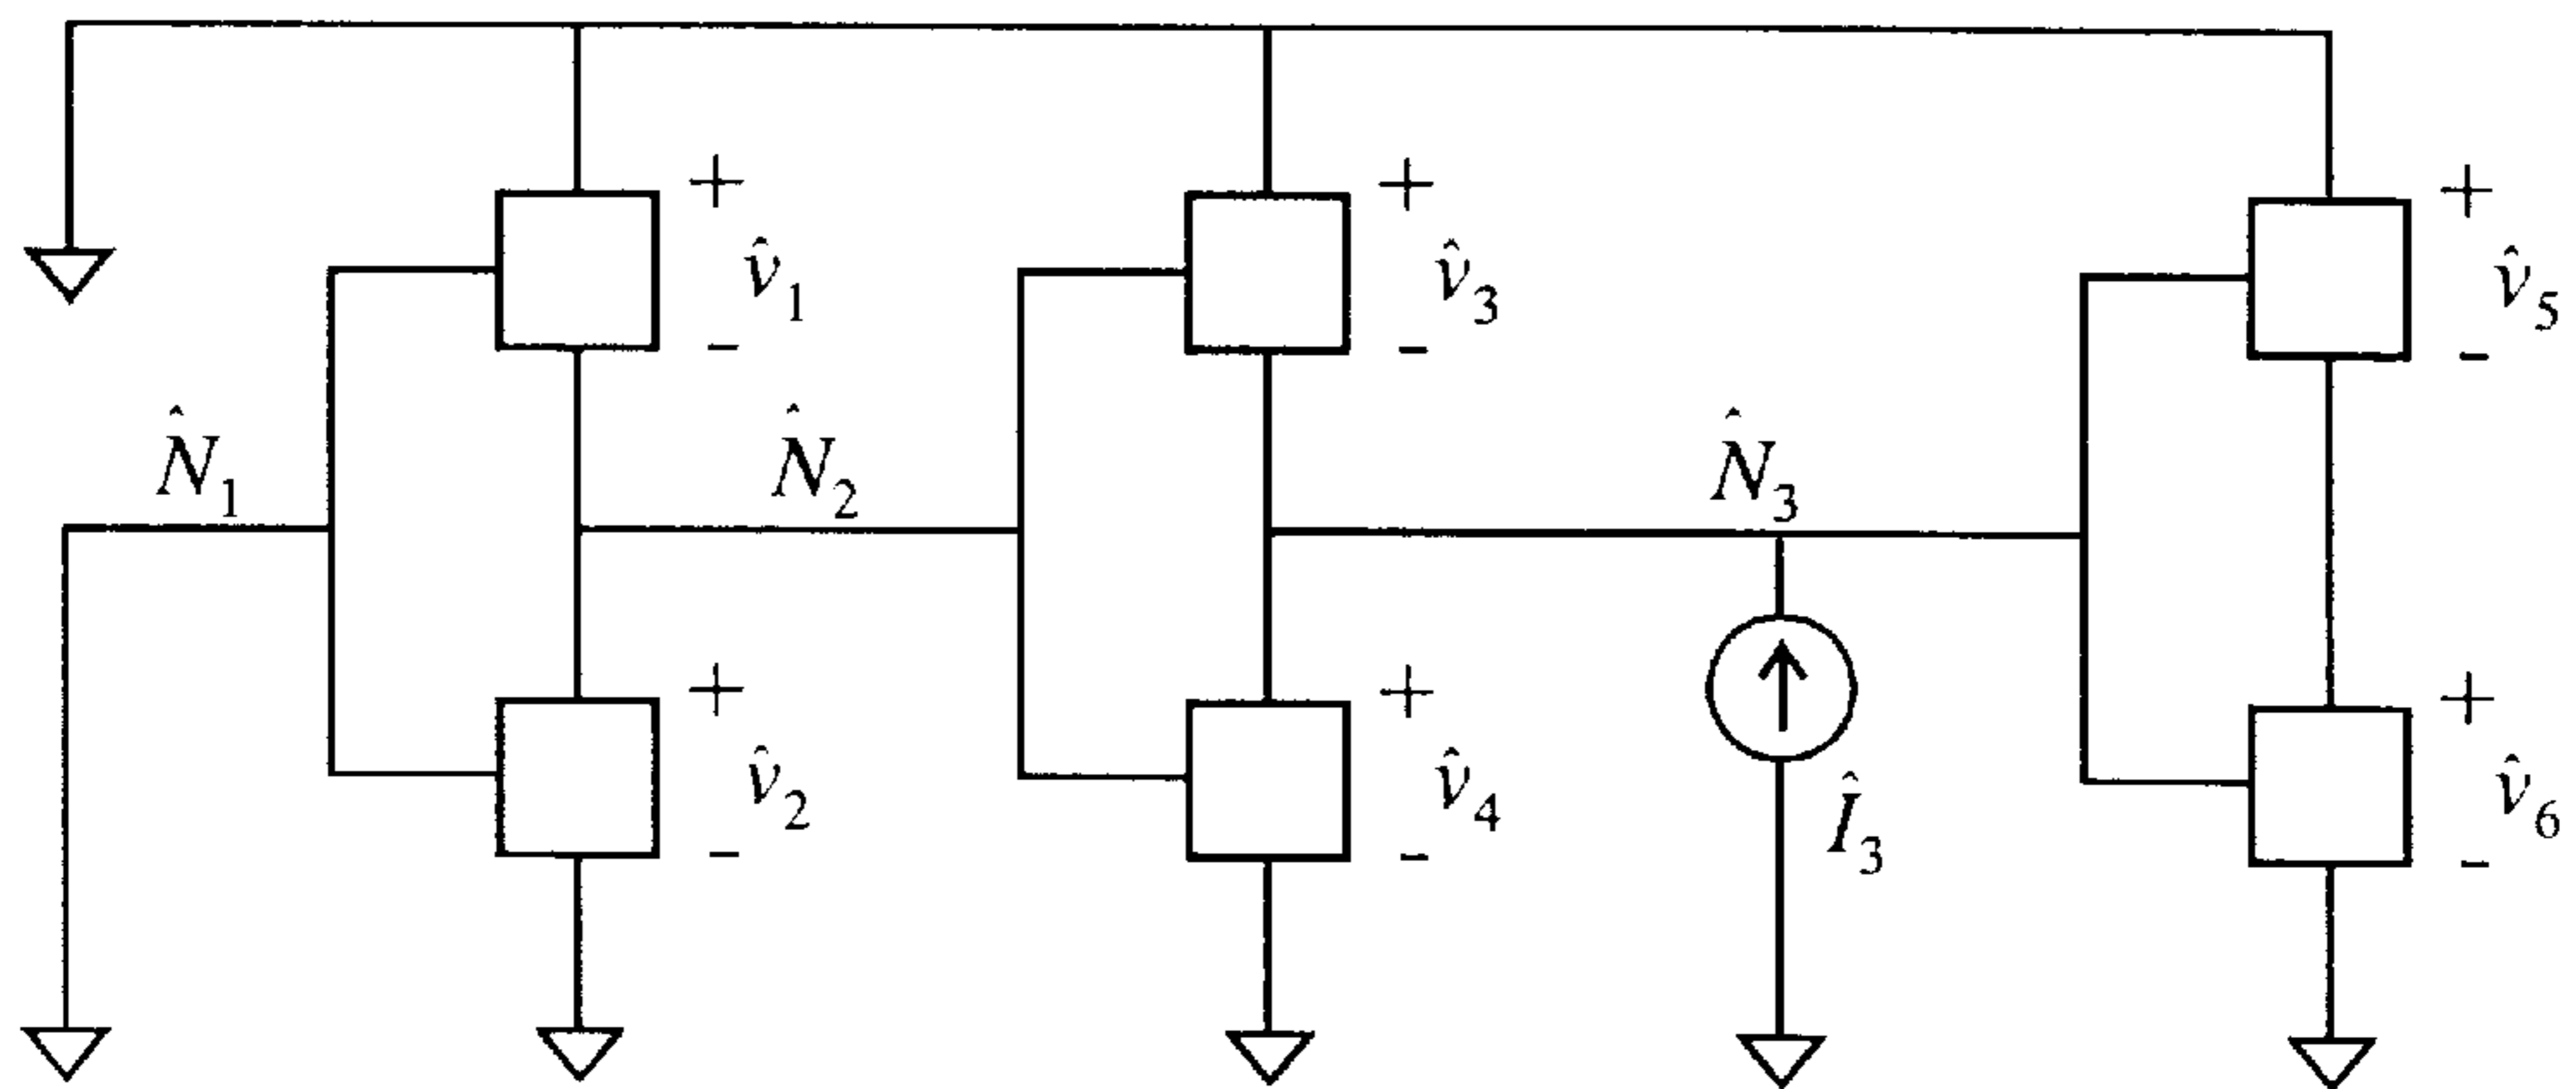 + + +
v̂₁ v̂₃ v̂₅
- - -
N̂₁ N̂₂ N̂₃
+ + +
v̂₂ v̂₄ Î₃ v̂₆
- - -